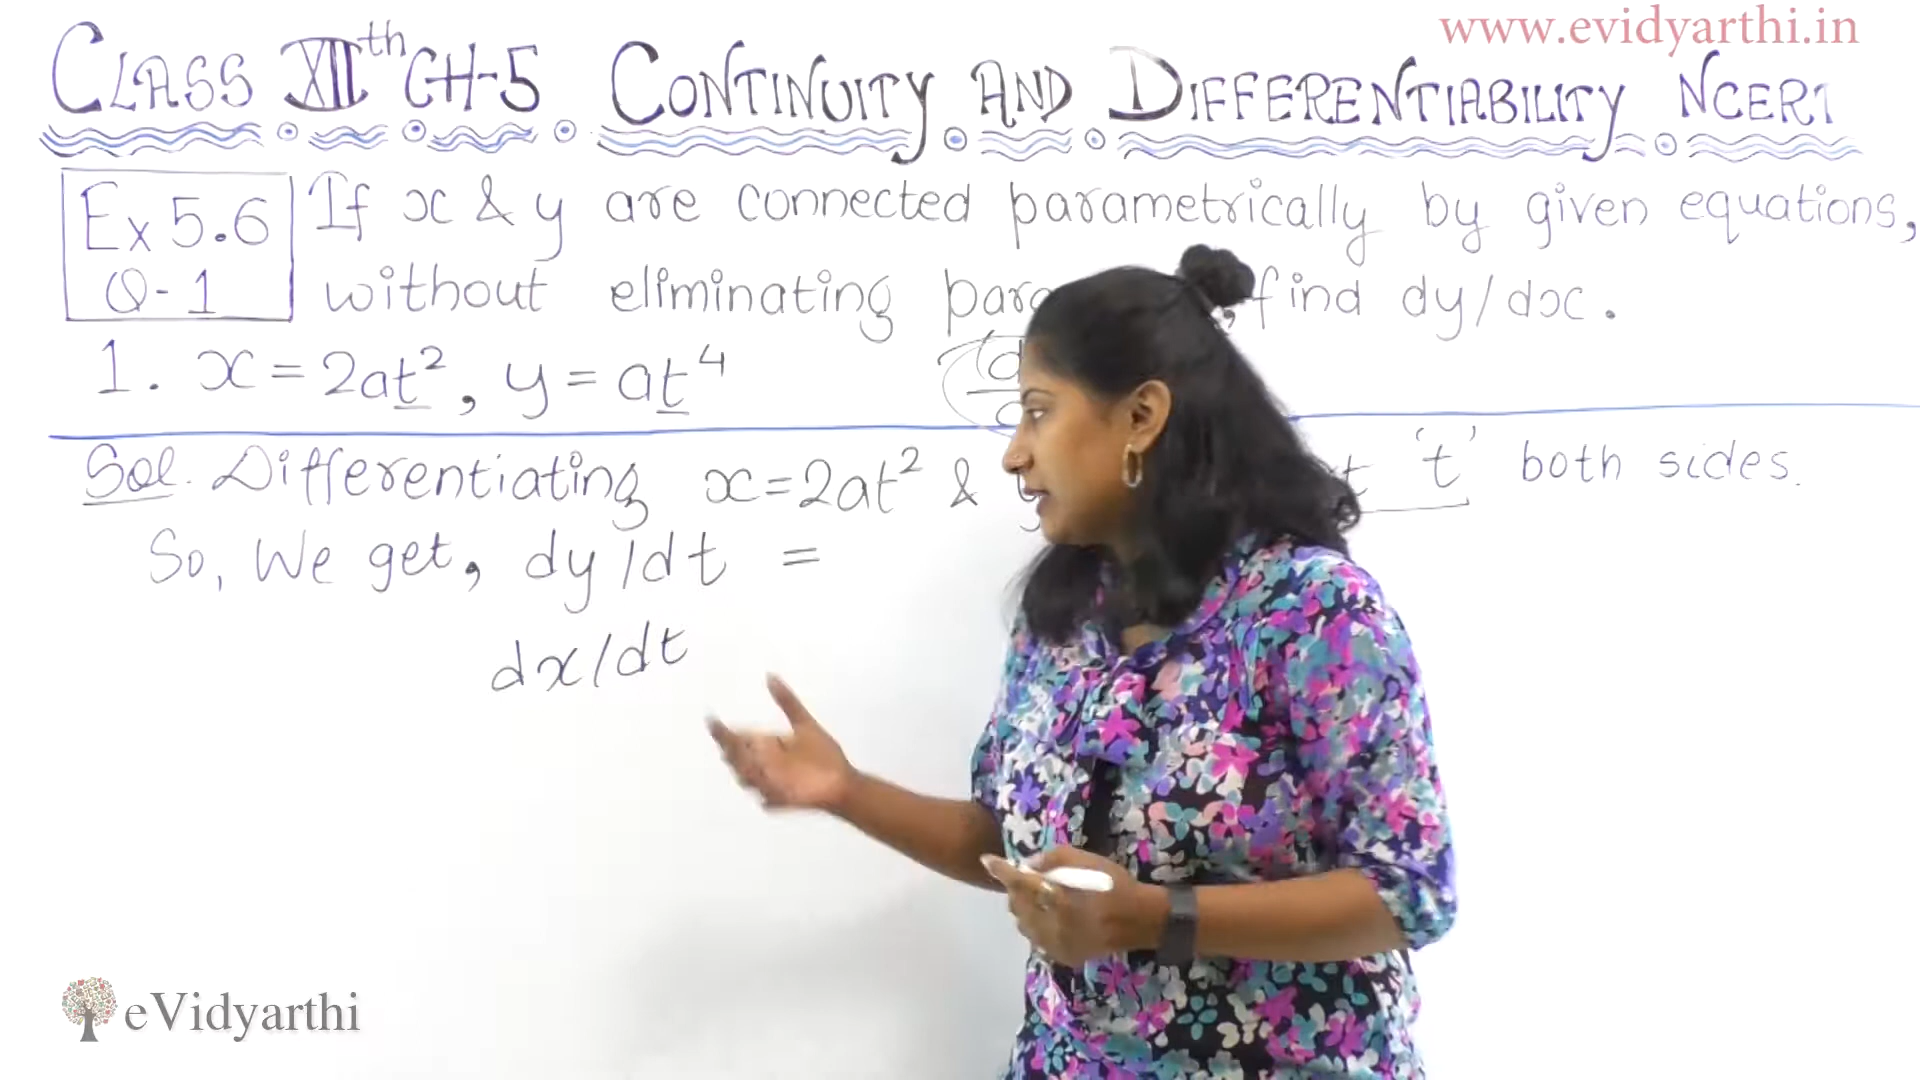 www.evidyarthi.in
CLASS XIIth CH-5 CONTINUITY AND DIFFERENTIABILITY NCERT
Ex 5.6
Q-1
If x & y are connected parametrically by given equations,
without eliminating , find dy/dx.
1. x = 2at², y = at⁴
Sol. Differentiating x=2at² & 't' both sides.
So, We get, dy/dt =
dx/dt
eVidyarthi